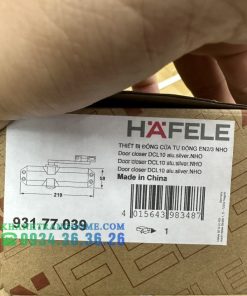 HÄFELE
THIẾT BỊ ĐÓNG CỬA TỰ ĐỘNG EN2/3 NHO
Door closer DCL10 alu.silver.NHO
Door closer DCL10 alu.silver.NHO
Door closer DCL10 alu.silver.NHO
Made in China
58
218
931.77.039
4 015643 983487
1
0924.26.36.26